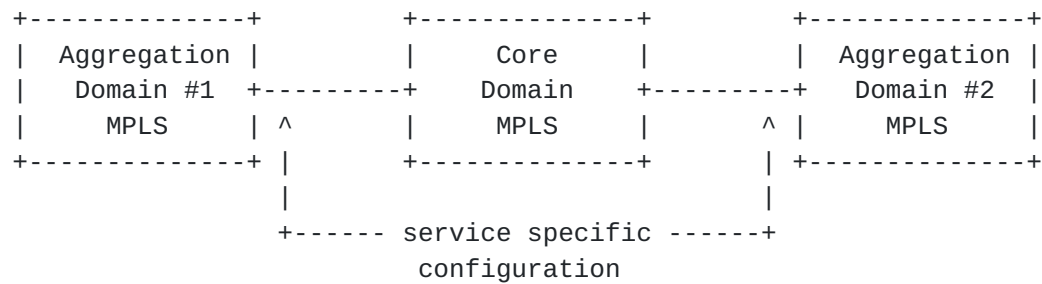 Aggregation Core Aggregation
Domain #1 Domain Domain #2
MPLS MPLS MPLS
service specific
configuration